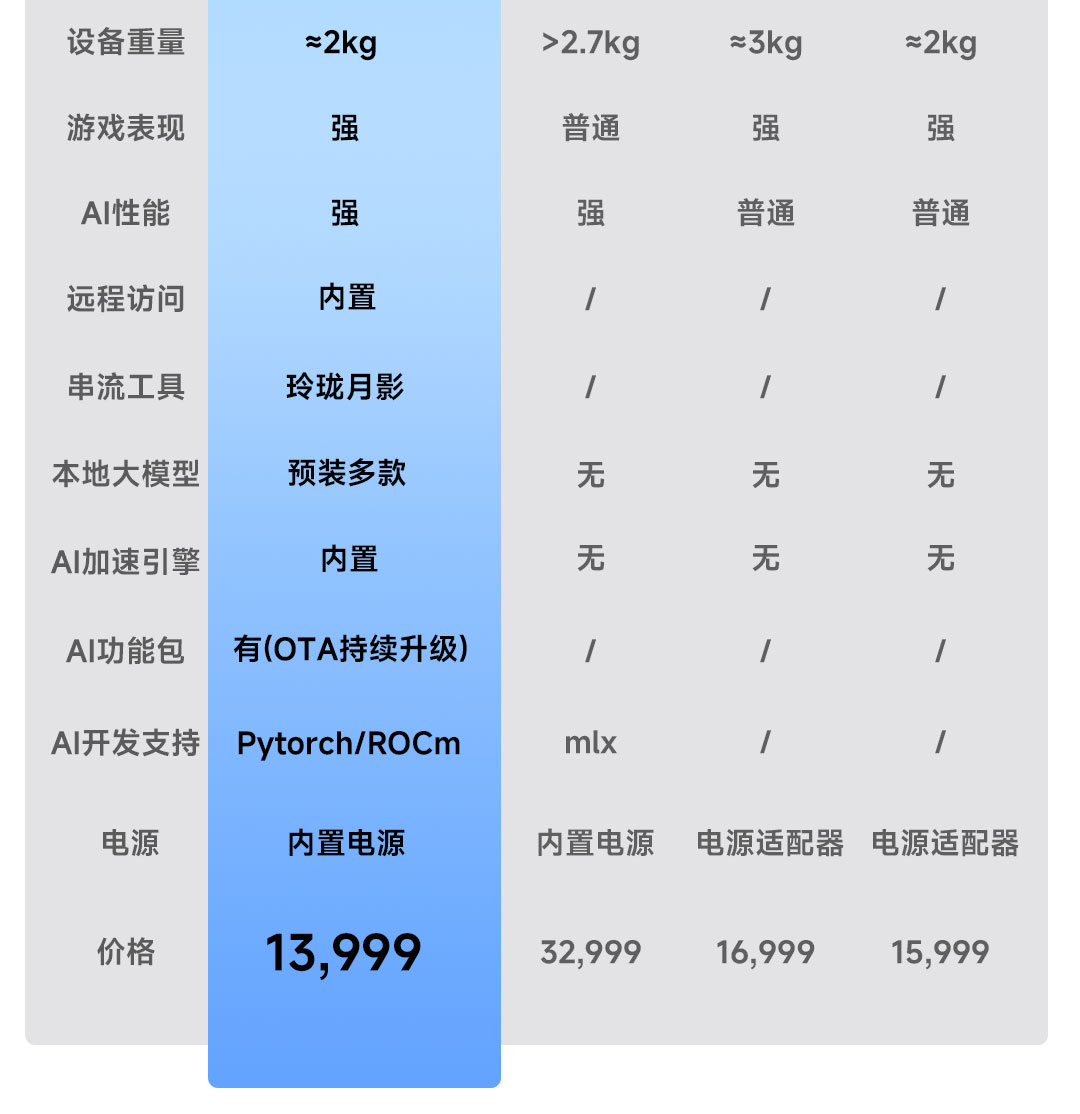 设备重量 ≈2kg >2.7kg ≈3kg ≈2kg
游戏表现 强 普通 强 强
AI性能 强 强 普通 普通
远程访问 内置 / / /
串流工具 玲珑月影 / / /
本地大模型 预装多款 无 无 无
AI加速引擎 内置 无 无 无
AI功能包 有(OTA持续升级) / / /
AI开发支持 Pytorch/ROCm mlx / /
电源 内置电源 内置电源 电源适配器 电源适配器
价格 13,999 32,999 16,999 15,999